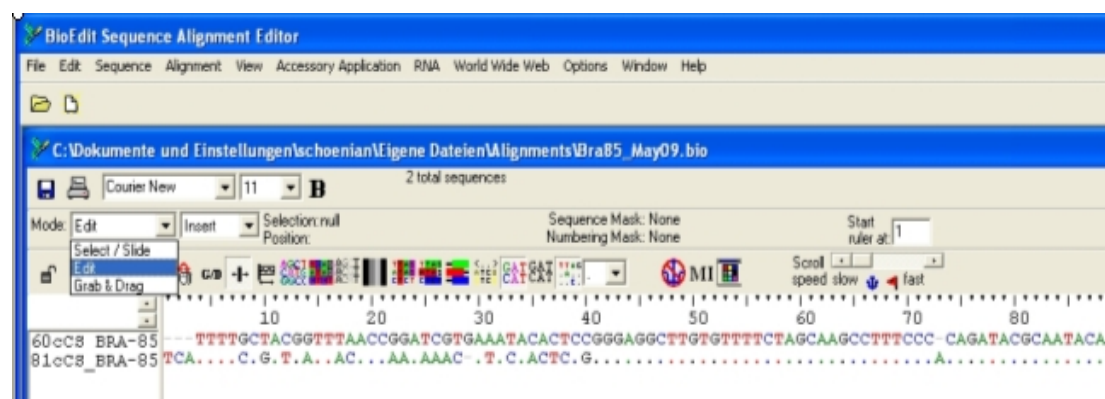 BioEdit Sequence Alignment Editor
File Edit Sequence Alignment View Accessory Application RNA World Wide Web Options Window Help
C:\Dokumente und Einstellungen\schoenian\Eigene Dateien\Alignments\Bra85_May09.bio
Courier New 11 B 2 total sequences
Mode: Edit Insert Selection: null Sequence Mask: None Start
Position: Numbering Mask: None ruler at: 1
Select / Slide
Edit
Grab & Drag
MI Scroll
speed slow fast
10 20 30 40 50 60 70 80
60cCS BRA-85 ---TTTTGCTACGGTTTAACCGGATCGTGAAATACACTCCGGGAGGCTTGTGTTTTCTAGCAAGCCTTTCCC-CAGATACGCAATACA
81cCS_BRA-85 TCA....C.G.T.A..AC...AA.AAAC-.T.C.ACTC.G................................A...............